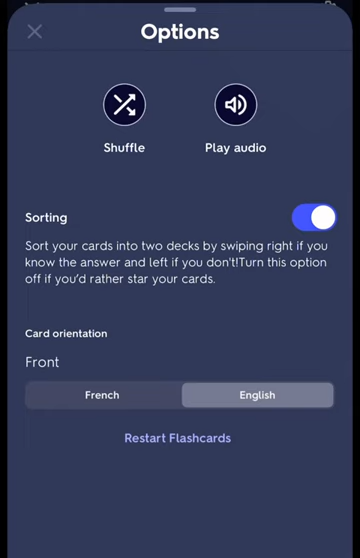 Options
Shuffle
Play audio
Sorting
Sort your cards into two decks by swiping right if you
know the answer and left if you don't!Turn this option
off if you'd rather star your cards.
Card orientation
Front
French
English
Restart Flashcards